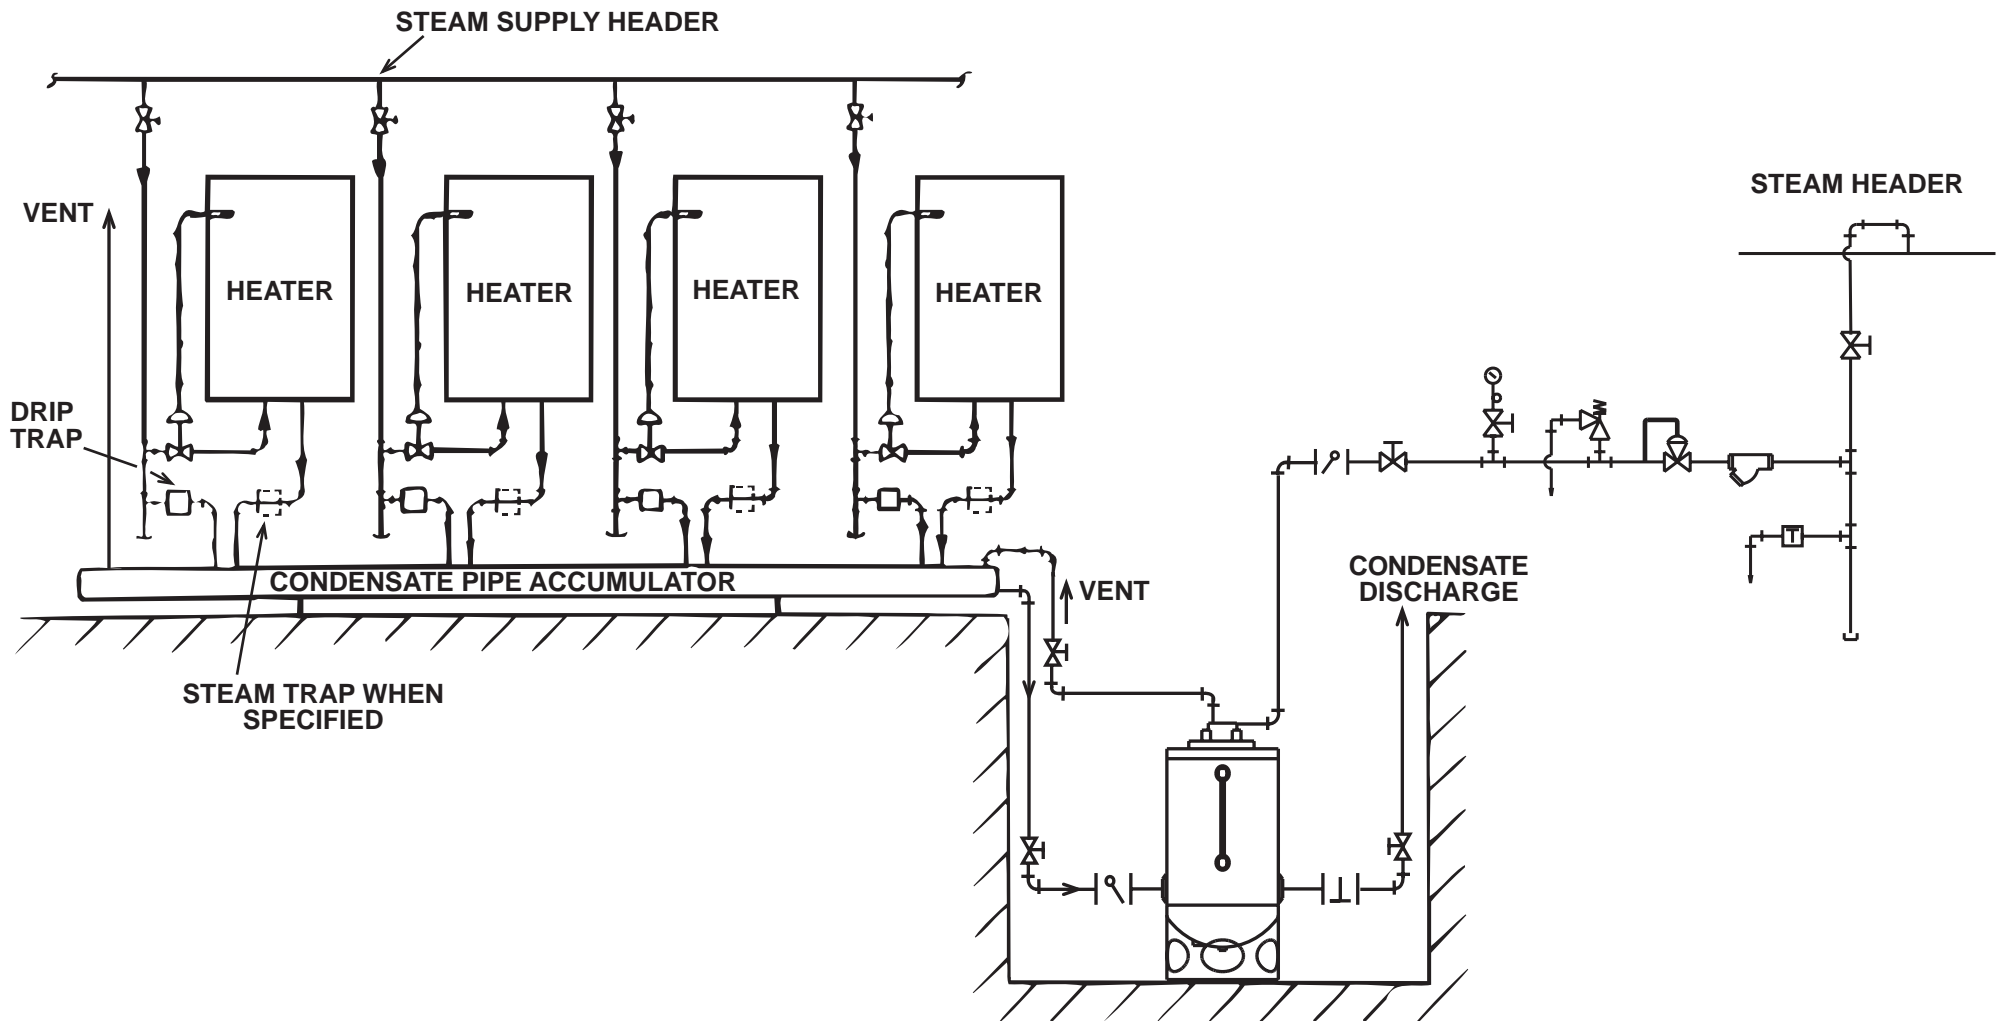 STEAM SUPPLY HEADER
STEAM HEADER
VENT
HEATER
HEATER
HEATER
HEATER
DRIP
TRAP
T
CONDENSATE PIPE ACCUMULATOR
VENT
CONDENSATE
DISCHARGE
STEAM TRAP WHEN
SPECIFIED